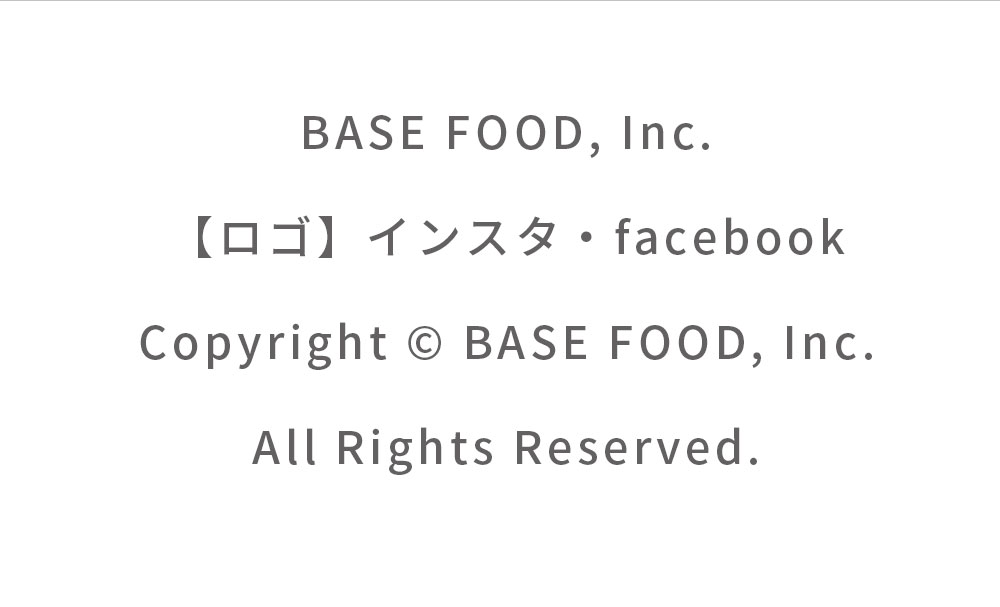 BASE FOOD, Inc.
【ロゴ】インスタ・facebook
Copyright © BASE FOOD, Inc.
All Rights Reserved.